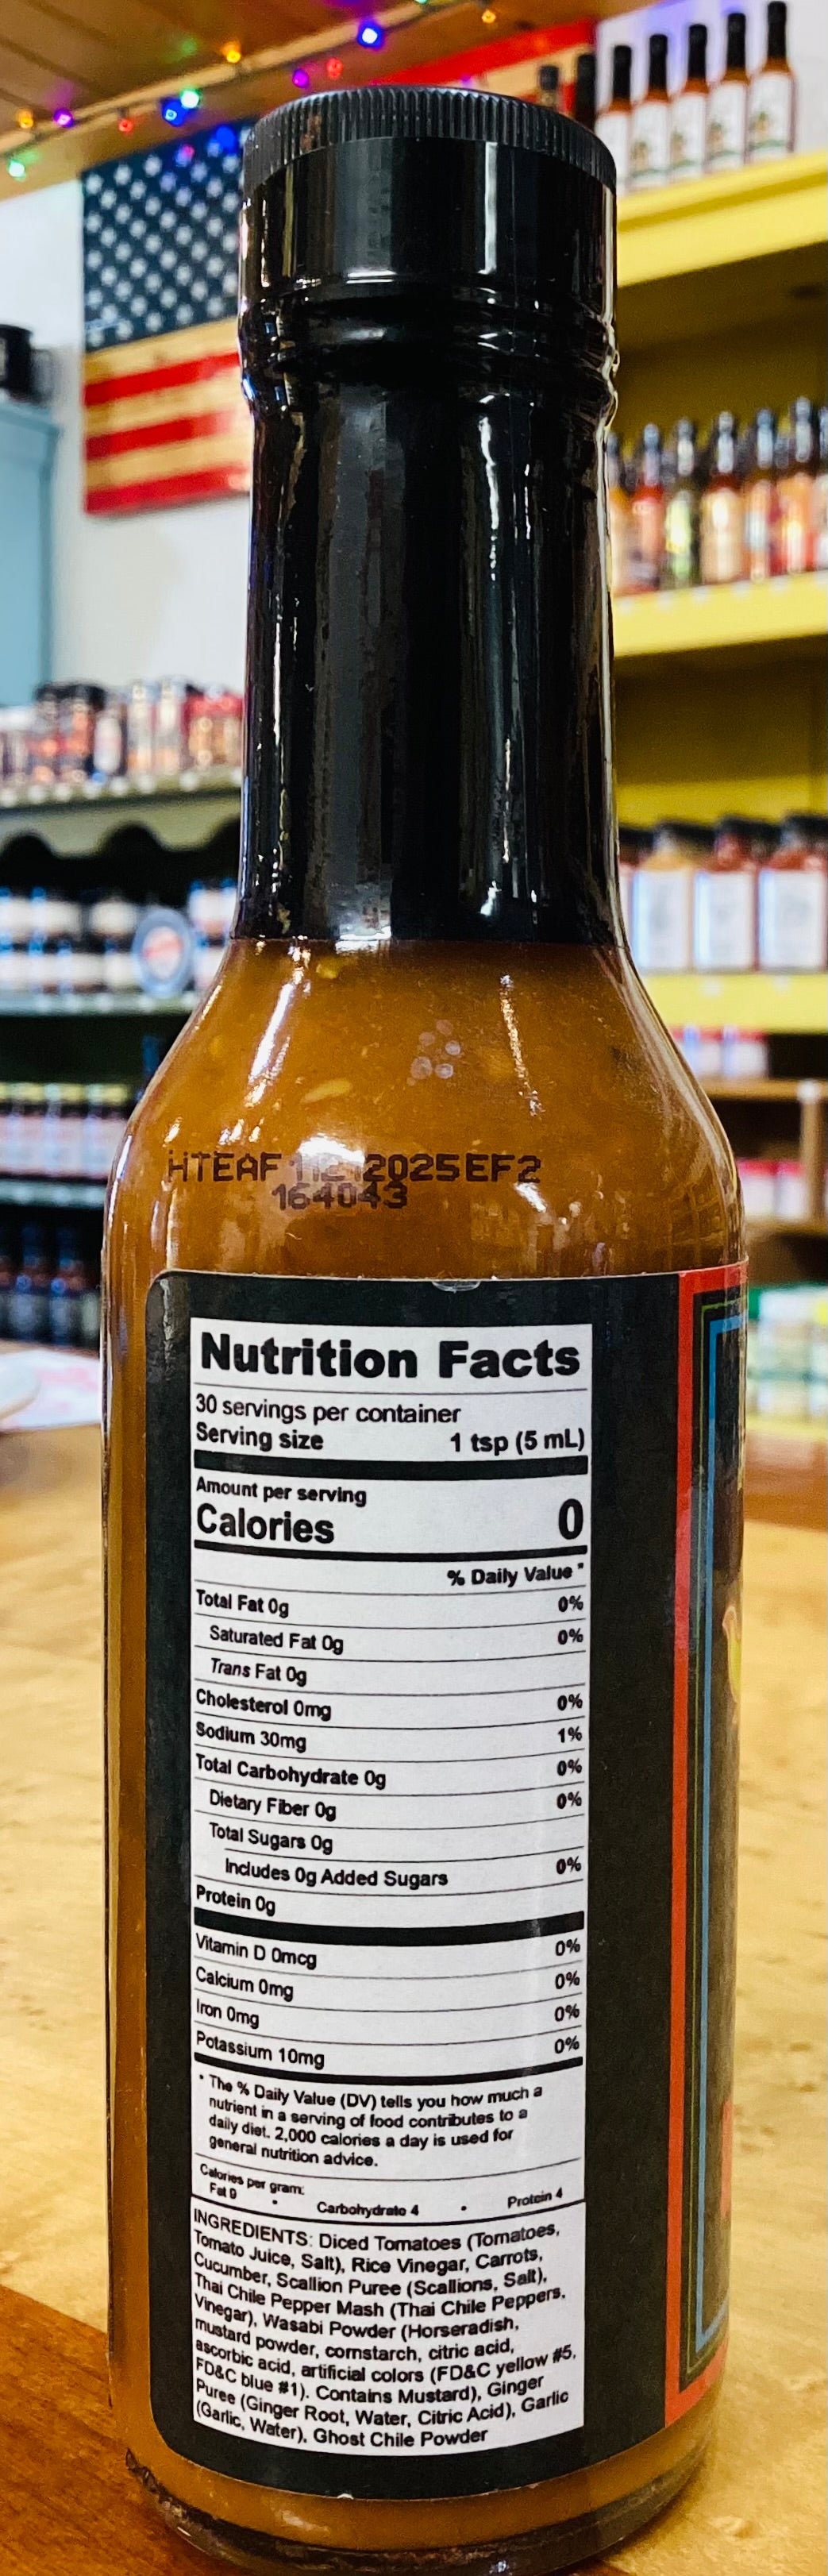 HTEAF 2025EF2
164043
Nutrition Facts
30 servings per container
Serving size 1 tsp (5 mL)
Amount per serving
Calories 0
% Daily Value *
Total Fat 0g 0%
Saturated Fat 0g 0%
Trans Fat 0g
Cholesterol 0mg 0%
Sodium 30mg 1%
Total Carbohydrate 0g 0%
Dietary Fiber 0g 0%
Total Sugars 0g
Includes 0g Added Sugars 0%
Protein 0g
Vitamin D 0mcg 0%
Calcium 0mg 0%
Iron 0mg 0%
Potassium 10mg 0%
* The % Daily Value (DV) tells you how much a
nutrient in a serving of food contributes to a
daily diet. 2,000 calories a day is used for
general nutrition advice.
Calories per gram:
Fat 9 • Carbohydrate 4 • Protein 4
INGREDIENTS: Diced Tomatoes (Tomatoes,
Tomato Juice, Salt), Rice Vinegar, Carrots,
Cucumber, Scallion Puree (Scallions, Salt),
Thai Chile Pepper Mash (Thai Chile Peppers,
Vinegar), Wasabi Powder (Horseradish,
mustard powder, cornstarch, citric acid,
ascorbic acid, artificial colors (FD&C yellow #5,
FD&C blue #1). Contains Mustard), Ginger
Puree (Ginger Root, Water, Citric Acid), Garlic
(Garlic, Water), Ghost Chile Powder